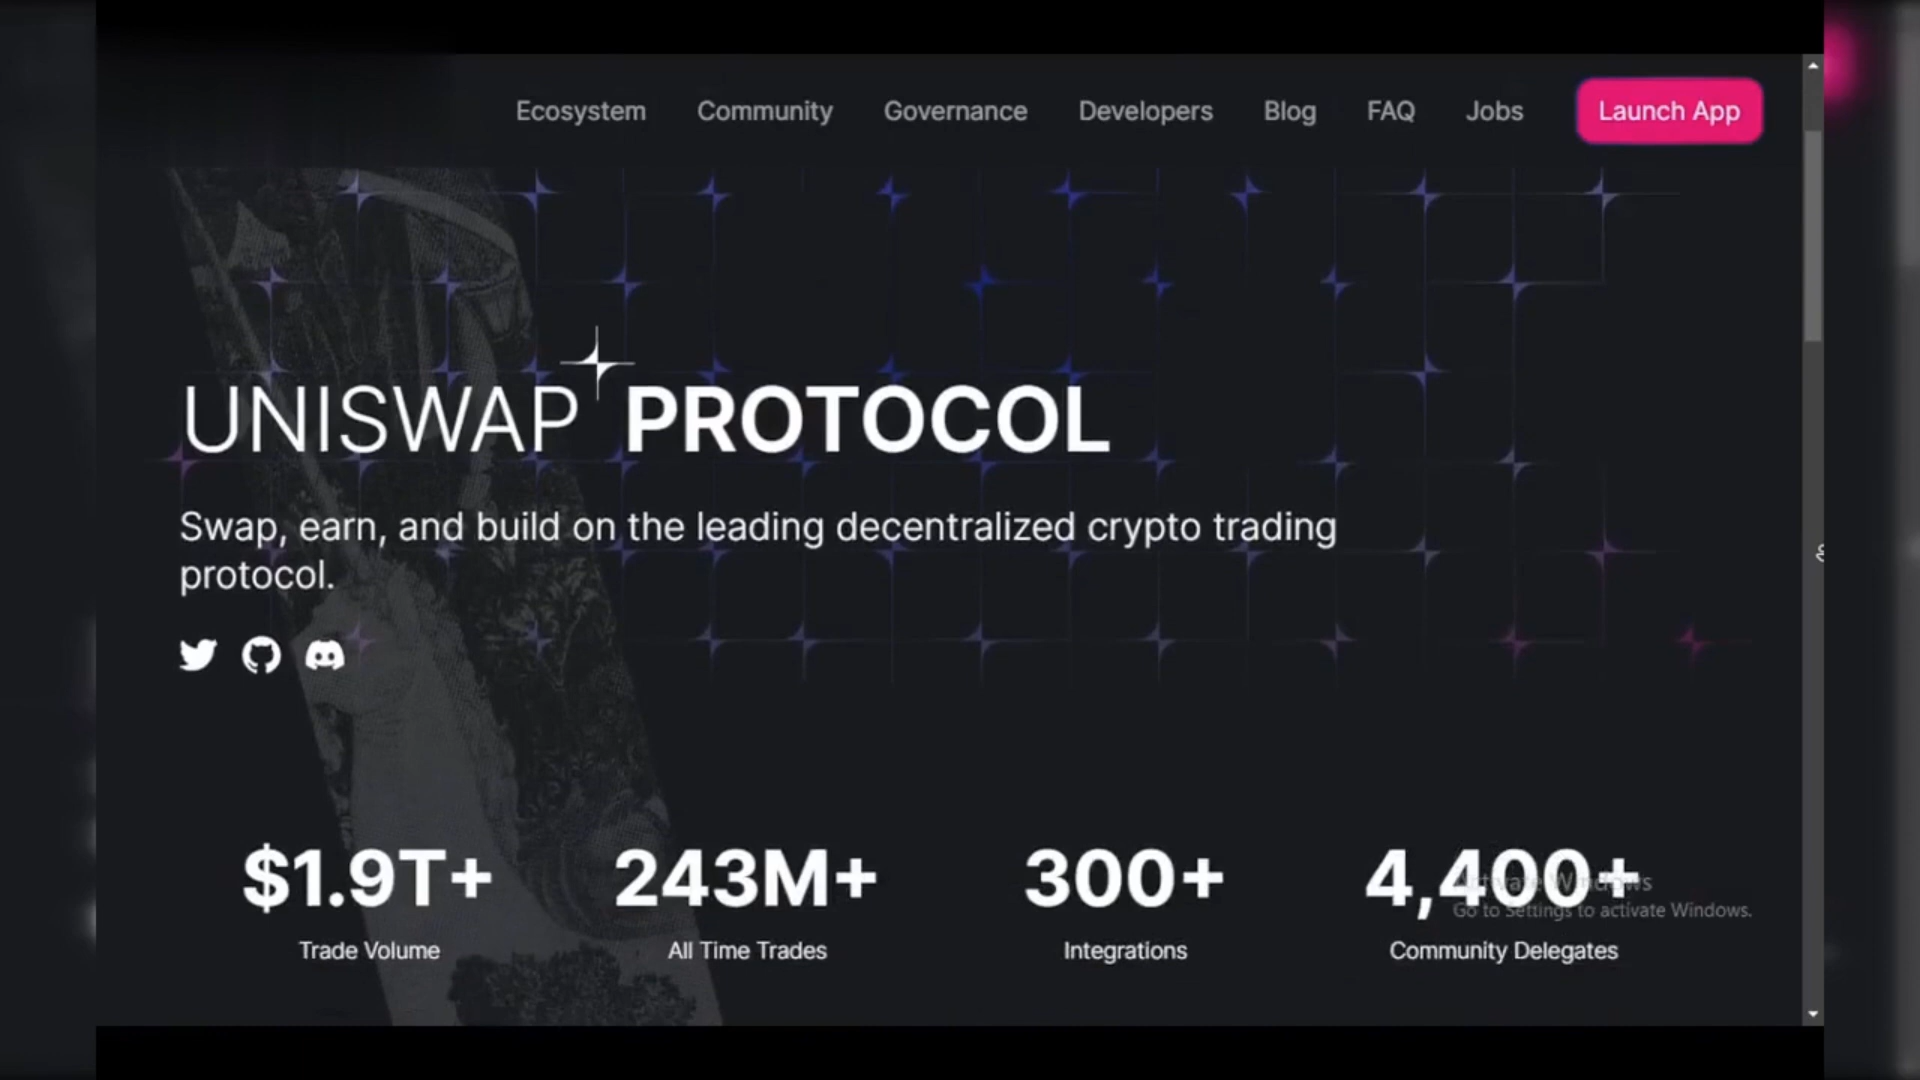 Ecosystem Community Governance Developers Blog FAQ Jobs Launch App
UNISWAP PROTOCOL
Swap, earn, and build on the leading decentralized crypto trading
protocol.
$1.9T+ 243M+ 300+ 4,400+
Activate Windows
Go to Settings to activate Windows.
Trade Volume All Time Trades Integrations Community Delegates